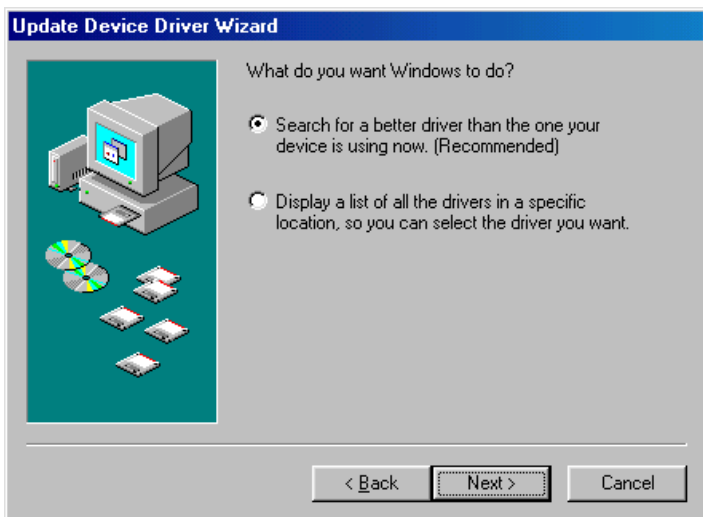 Update Device Driver Wizard
What do you want Windows to do?
Search for a better driver than the one your
device is using now. (Recommended)
Display a list of all the drivers in a specific
location, so you can select the driver you want.
< Back
Next >
Cancel